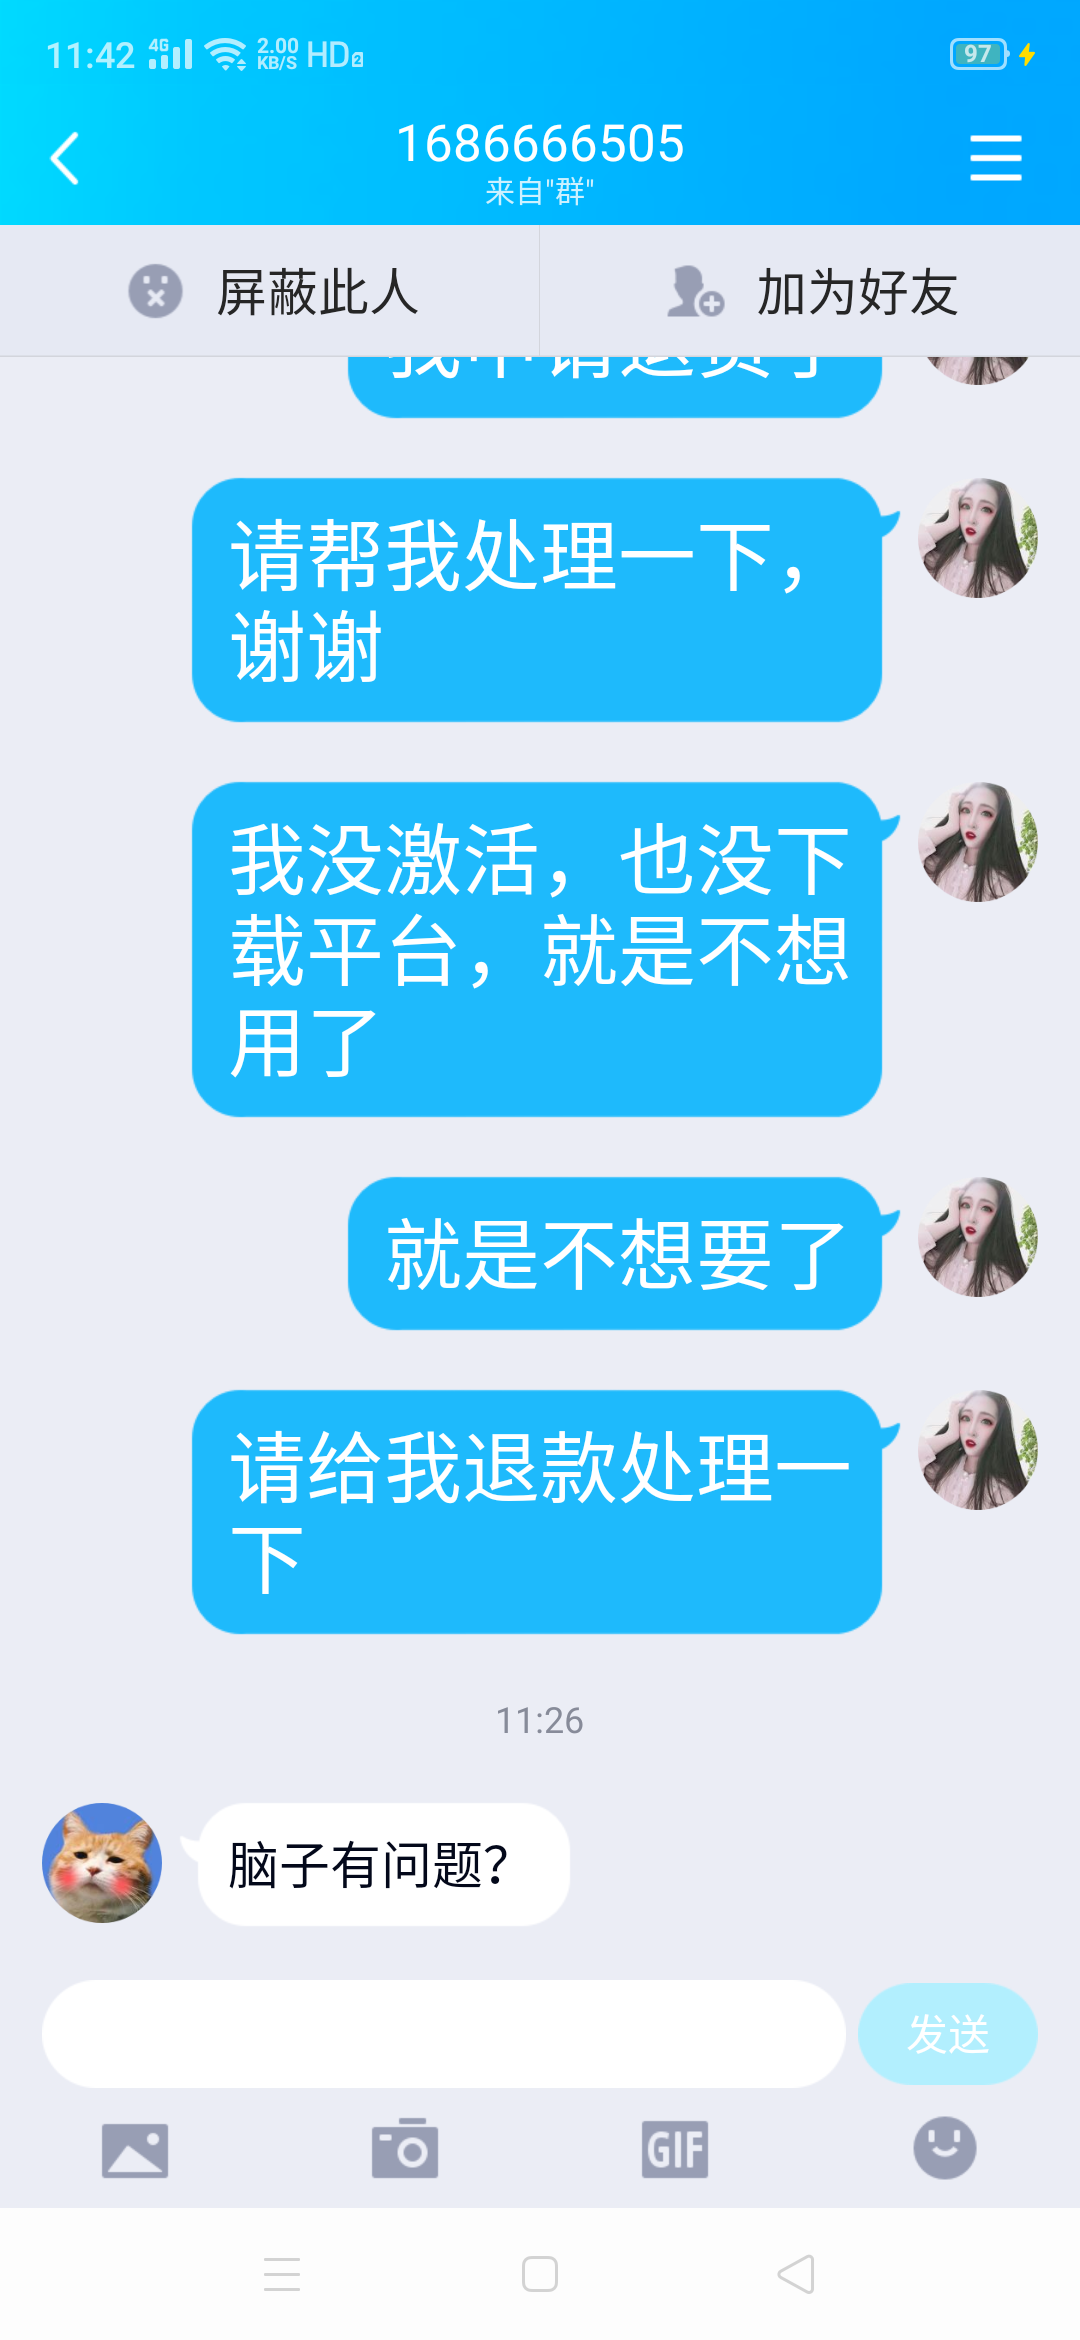 11:42 4G 2.00 KB/S HD2 97
1686666505
来自"群"
屏蔽此人 加为好友
请帮我处理一下，
谢谢
我没激活，也没下
载平台，就是不想
用了
就是不想要了
请给我退款处理一
下
11:26
脑子有问题？
发送
GIF